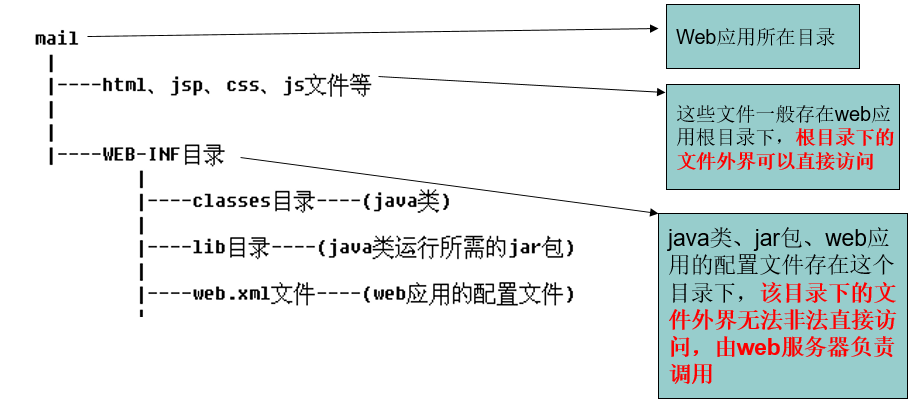 mail
Web应用所在目录
|----html、jsp、css、js文件等
这些文件一般存在web应
用根目录下，根目录下的
文件外界可以直接访问
|----WEB-INF目录
|----classes目录----(java类)
|----lib目录----(java类运行所需的jar包)
|----web.xml文件----(web应用的配置文件)
java类、jar包、web应
用的配置文件存在这个
目录下，该目录下的文
件外界无法非法直接访
问，由web服务器负责
调用